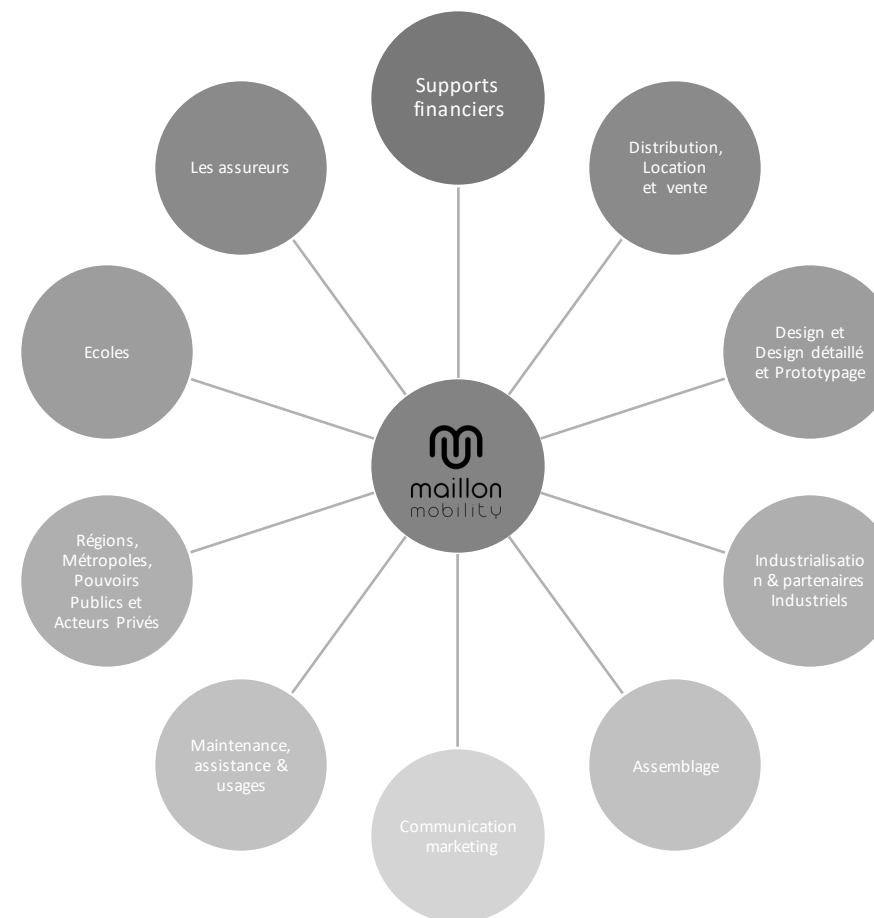 Supports
financiers
Distribution,
Location
et vente
Design et
Design détaillé
et Prototypage
Industrialisatio
n & partenaires
Industriels
Assemblage
Communication
marketing
Maintenance,
assistance &
usages
Régions,
Métropoles,
Pouvoirs
Publics et
Acteurs Privés
Ecoles
Les assureurs
maillon
mobility